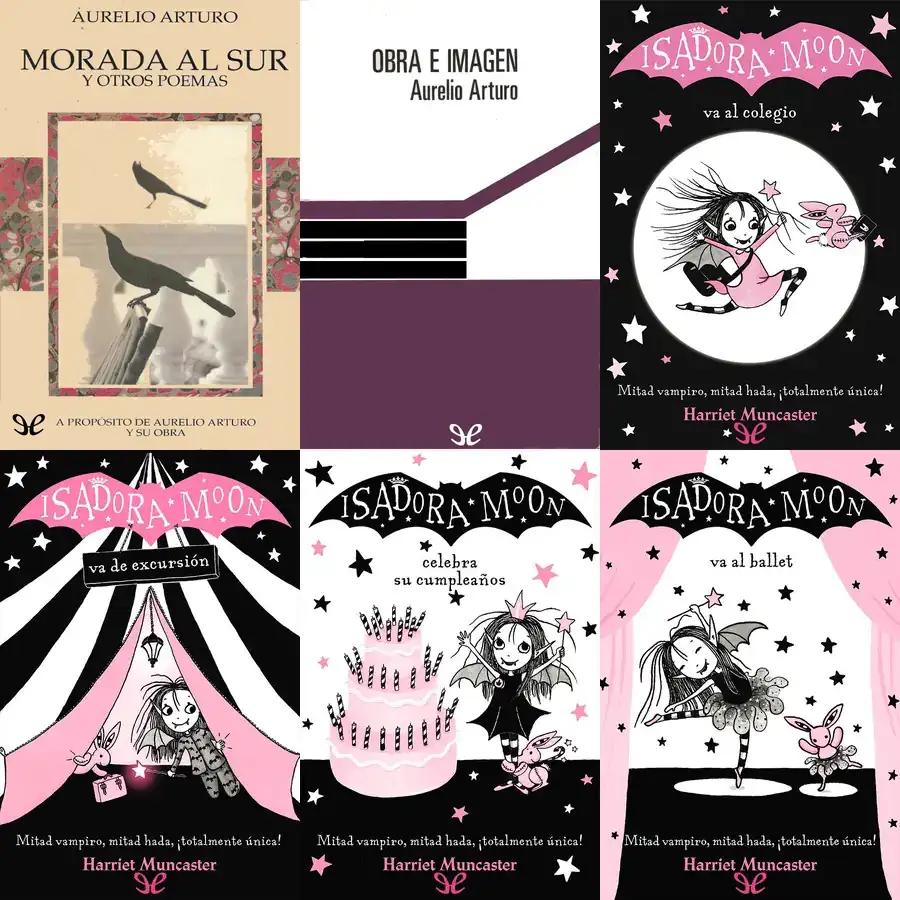 AURELIO ARTURO
MORADA AL SUR
Y OTROS POEMAS
A PROPÓSITO DE AURELIO ARTURO
Y SU OBRA
OBRA E IMAGEN
Aurelio Arturo
ISADORA MOON
va al colegio
Mitad vampiro, mitad hada, ¡totalmente única!
Harriet Muncaster
ISADORA MOON
va de excursión
Mitad vampiro, mitad hada, ¡totalmente única!
Harriet Muncaster
ISADORA MOON
celebra
su cumpleaños
Mitad vampiro, mitad hada, ¡totalmente única!
Harriet Muncaster
ISADORA MOON
va al ballet
Mitad vampiro, mitad hada, ¡totalmente única!
Harriet Muncaster